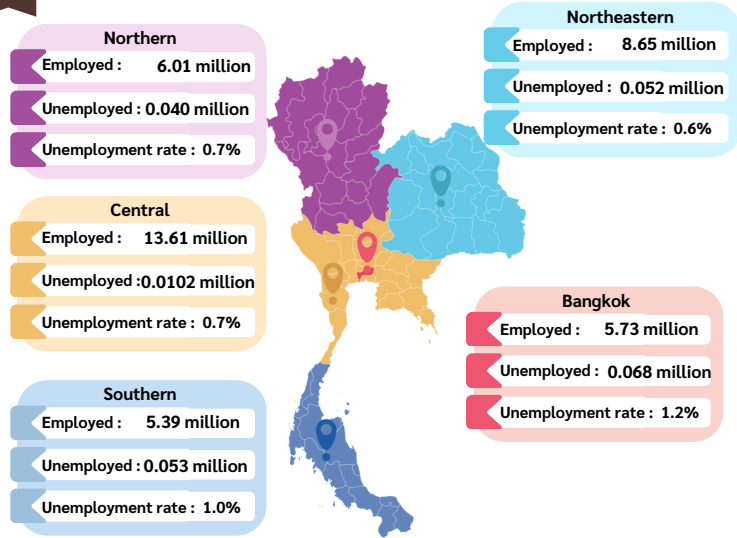 Northern
Employed : 6.01 million
Unemployed : 0.040 million
Unemployment rate : 0.7%
Northeastern
Employed : 8.65 million
Unemployed : 0.052 million
Unemployment rate : 0.6%
Central
Employed : 13.61 million
Unemployed :0.0102 million
Unemployment rate : 0.7%
Bangkok
Employed : 5.73 million
Unemployed : 0.068 million
Unemployment rate : 1.2%
Southern
Employed : 5.39 million
Unemployed : 0.053 million
Unemployment rate : 1.0%